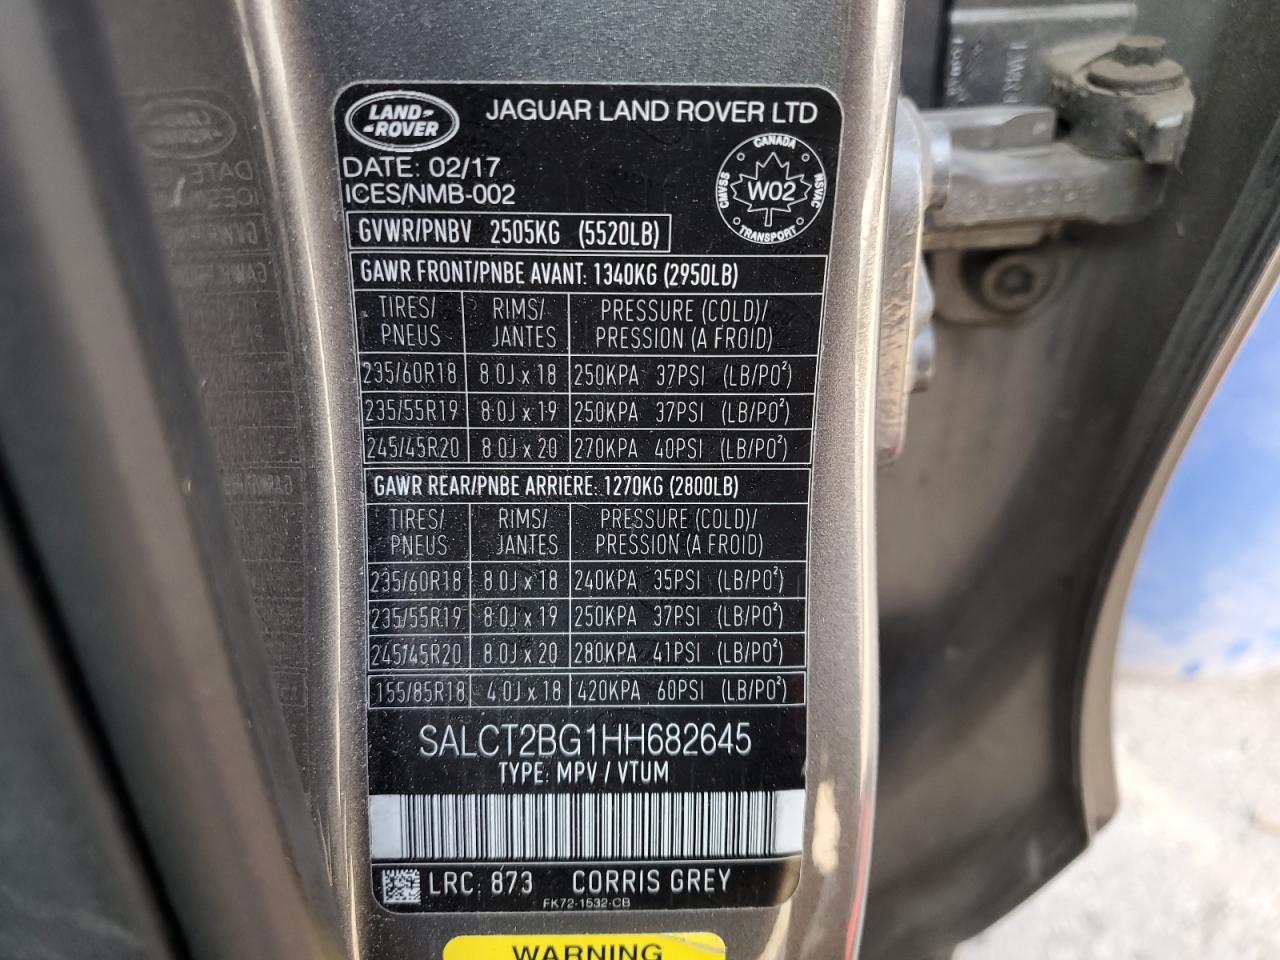 LAND-
-ROVER
JAGUAR LAND ROVER LTD
DATE: 02/17
ICES/NMB-002
CANADA
CMVSS
NSVAC
W02
TRANSPORT
GVWR/PNBV 2505KG (5520LB)
GAWR FRONT/PNBE AVANT: 1340KG (2950LB)
TIRES/ RIMS/ PRESSURE (COLD)/
PNEUS JANTES PRESSION (A FROID)
235/60R18 8.0J x 18 250KPA 37PSI (LB/PO²)
235/55R19 8.0J x 19 250KPA 37PSI (LB/PO²)
245/45R20 8.0J x 20 270KPA 40PSI (LB/PO²)
GAWR REAR/PNBE ARRIERE: 1270KG (2800LB)
TIRES/ RIMS/ PRESSURE (COLD)/
PNEUS JANTES PRESSION (A FROID)
235/60R18 8.0J x 18 240KPA 35PSI (LB/PO²)
235/55R19 8.0J x 19 250KPA 37PSI (LB/PO²)
245/45R20 8.0J x 20 280KPA 41PSI (LB/PO²)
155/85R18 4.0J x 18 420KPA 60PSI (LB/PO²)
SALCT2BG1HH682645
TYPE: MPV / VTUM
LRC: 873 CORRIS GREY
FK72-1532-CB
WARNING